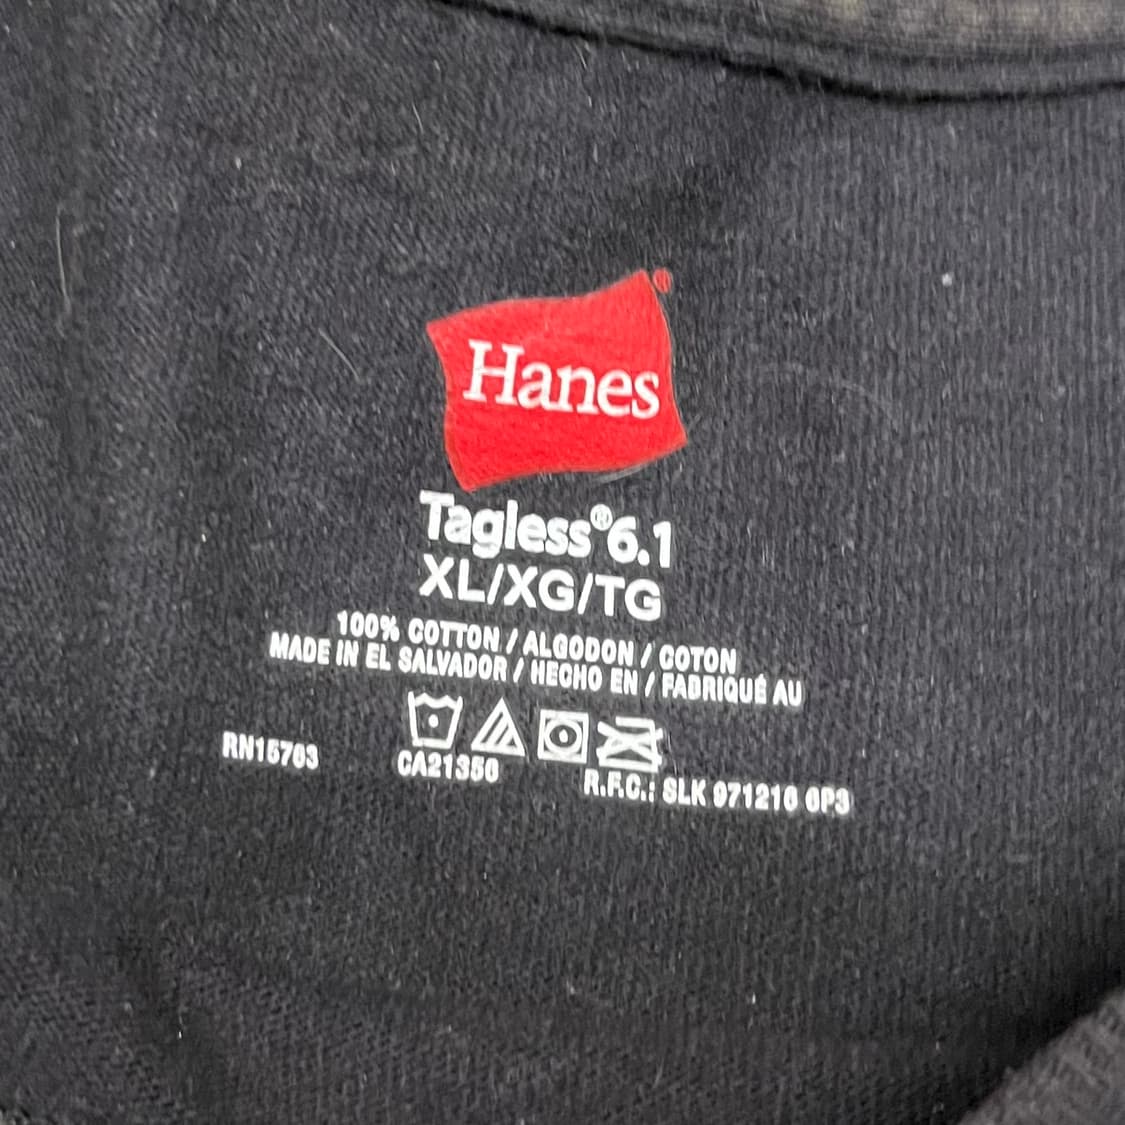 Hanes®
Tagless®6.1
XL/XG/TG
100% COTTON / ALGODON / COTON
MADE IN EL SALVADOR / HECHO EN / FABRIQUÉ AU
RN15763
CA21350
R.F.C.: SLK 971216 6P3